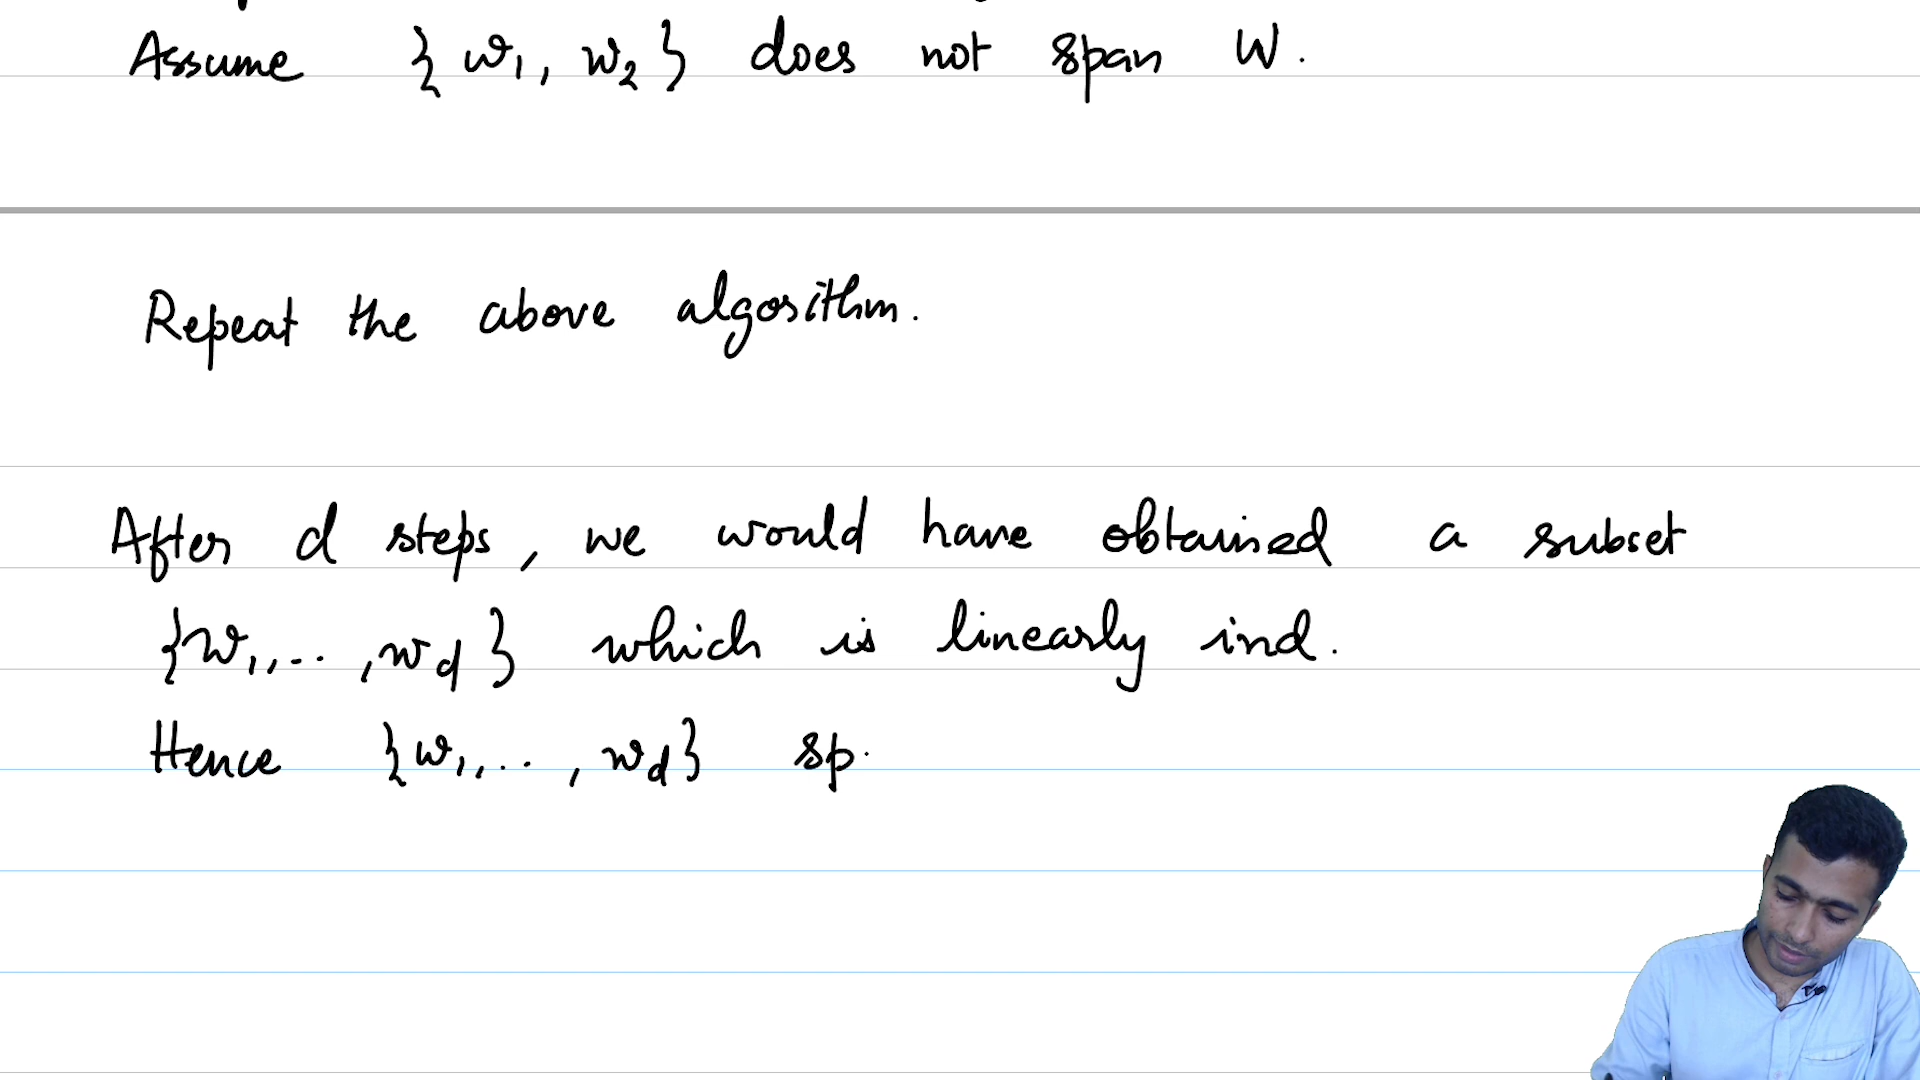 Assume {w₁, w₂} does not span W.
Repeat the above algorithm.
After d steps, we would have obtained a subset
{w₁,..,w_d} which is linearly ind.
Hence {w₁,..,w_d} sp